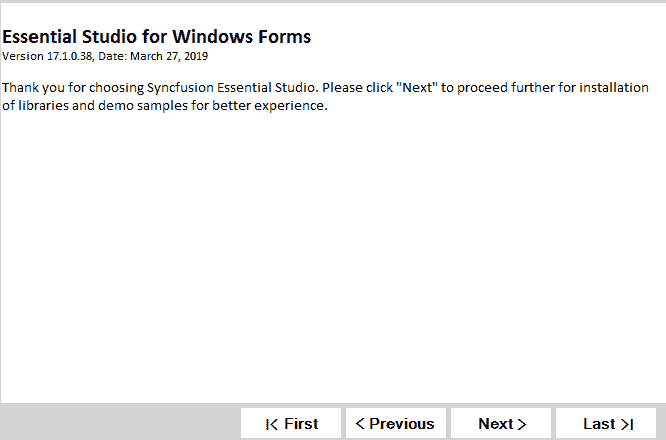 Essential Studio for Windows Forms
Version 17.1.0.38, Date: March 27, 2019
Thank you for choosing Syncfusion Essential Studio. Please click "Next" to proceed further for installation
of libraries and demo samples for better experience.
First Previous Next Last